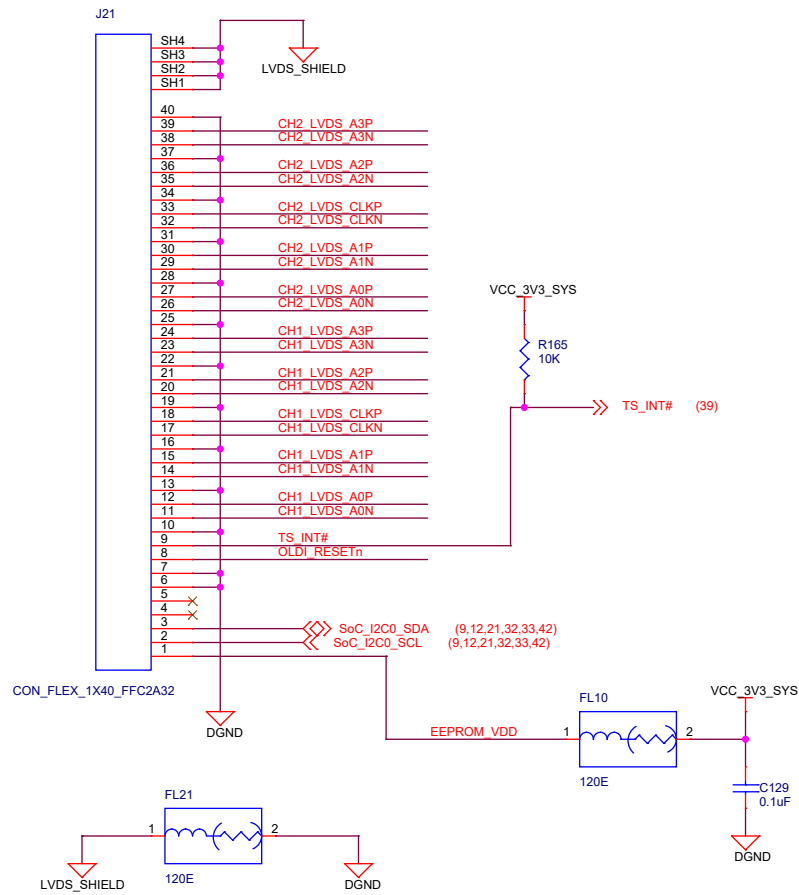 J21
SH4
SH3
SH2
SH1
LVDS_SHIELD
40
39 CH2_LVDS_A3P
38 CH2_LVDS_A3N
37
36 CH2_LVDS_A2P
35 CH2_LVDS_A2N
34
33 CH2_LVDS_CLKP
32 CH2_LVDS_CLKN
31
30 CH2_LVDS_A1P
29 CH2_LVDS_A1N
28
27 CH2_LVDS_A0P
26 CH2_LVDS_A0N
25
24 CH1_LVDS_A3P
23 CH1_LVDS_A3N
22
21 CH1_LVDS_A2P
20 CH1_LVDS_A2N
19
18 CH1_LVDS_CLKP
17 CH1_LVDS_CLKN
16
15 CH1_LVDS_A1P
14 CH1_LVDS_A1N
13
12 CH1_LVDS_A0P
11 CH1_LVDS_A0N
10
9 TS_INT#
8 OLDI_RESETn
7
6
5
4
3 SoC_I2C0_SDA (9,12,21,32,33,42)
2 SoC_I2C0_SCL (9,12,21,32,33,42)
1
CON_FLEX_1X40_FFC2A32
DGND
VCC_3V3_SYS
R165
10K
TS_INT# (39)
EEPROM_VDD
FL10
1 2
120E
VCC_3V3_SYS
C129
0.1uF
DGND
FL21
1 2
120E
LVDS_SHIELD
DGND